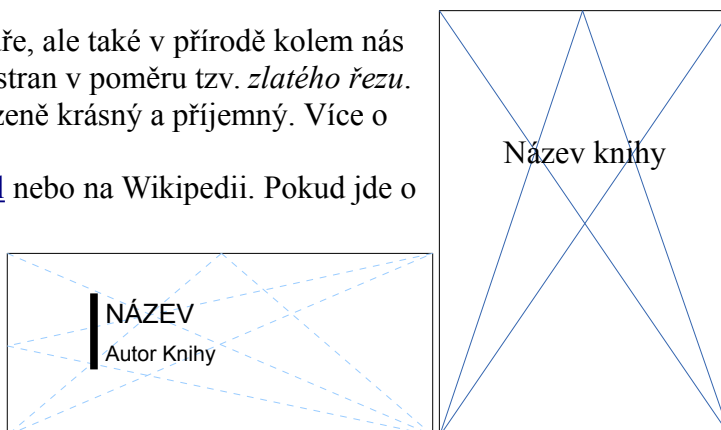 ře, ale také v přírodě kolem nás
stran v poměru tzv. zlatého řezu.
zeně krásný a příjemný. Více o
nebo na Wikipedii. Pokud jde o
Název knihy
NÁZEV
Autor Knihy